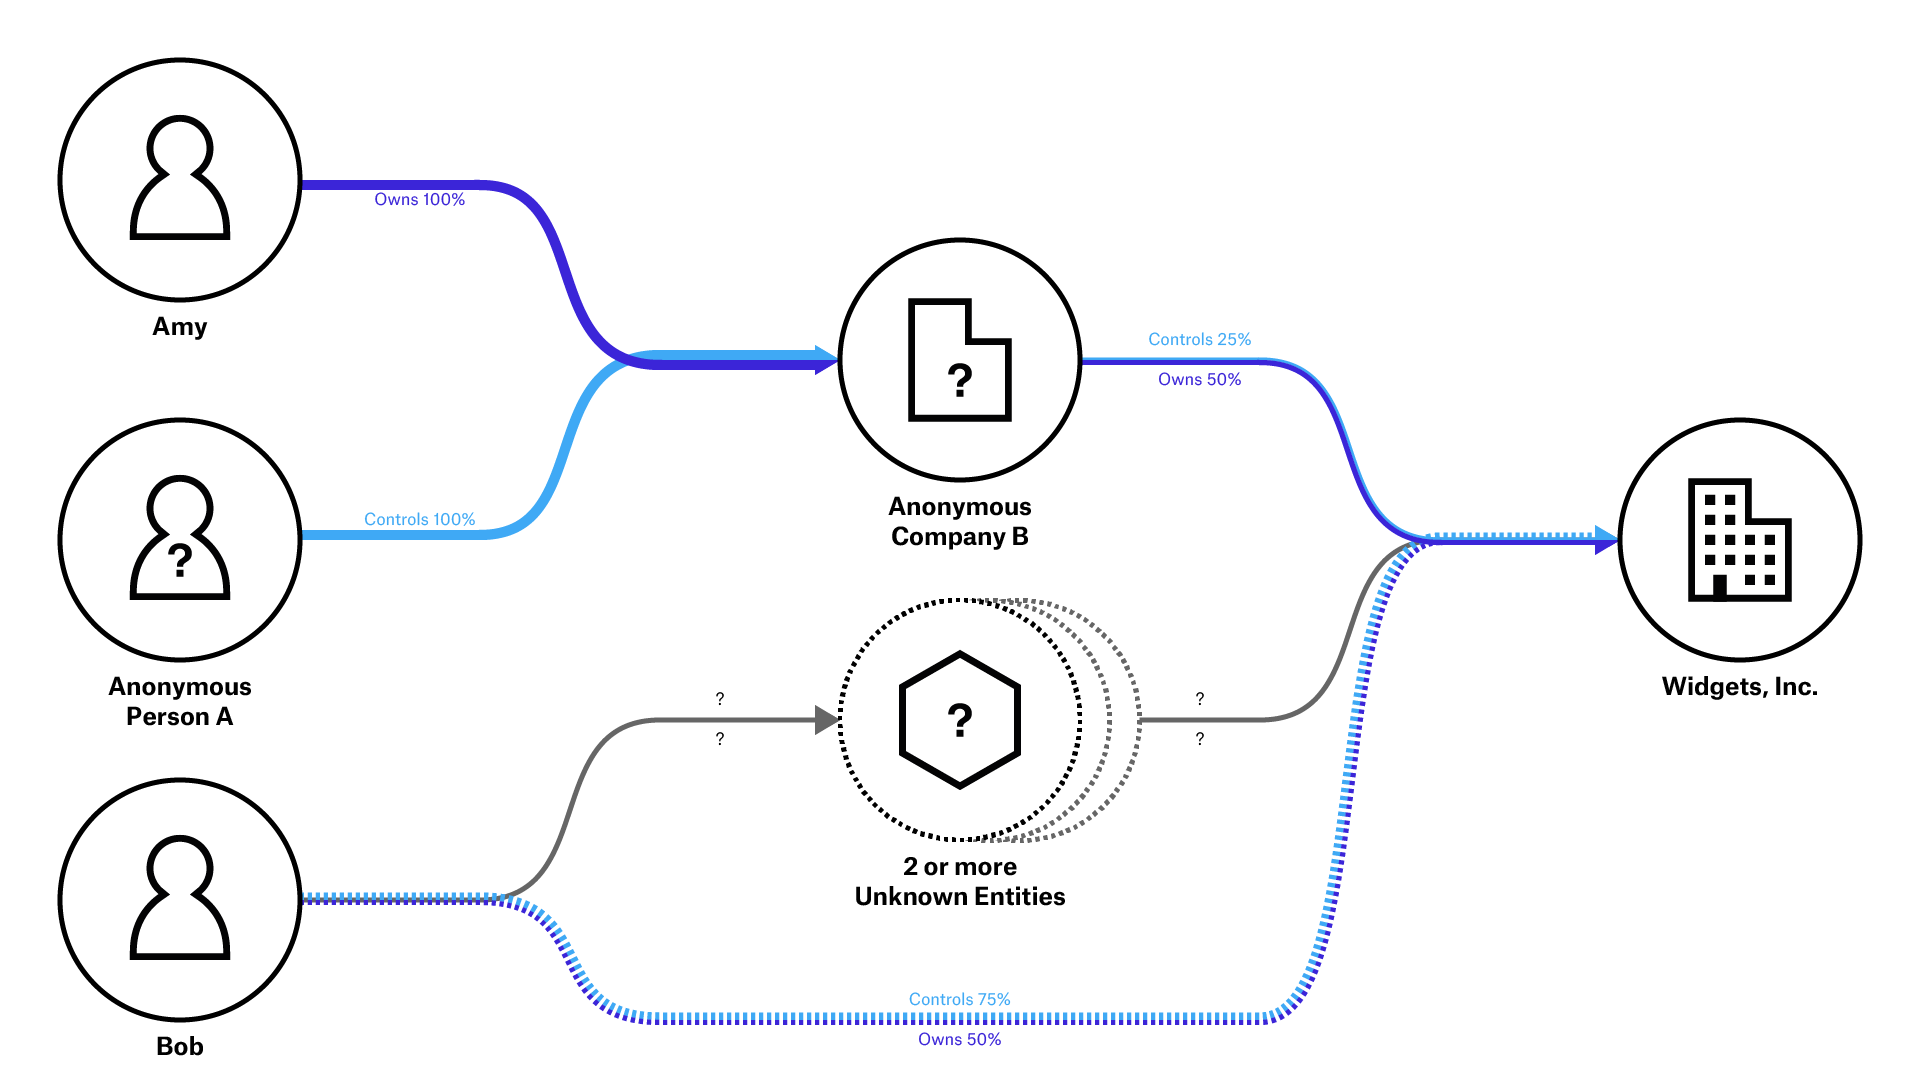 Owns 100%
Amy
Controls 100%
?
Anonymous
Person A
Controls 25%
Owns 50%
?
Anonymous
Company B
?
?
?
?
?
2 or more
Unknown Entities
Widgets, Inc.
Bob
Controls 75%
Owns 50%